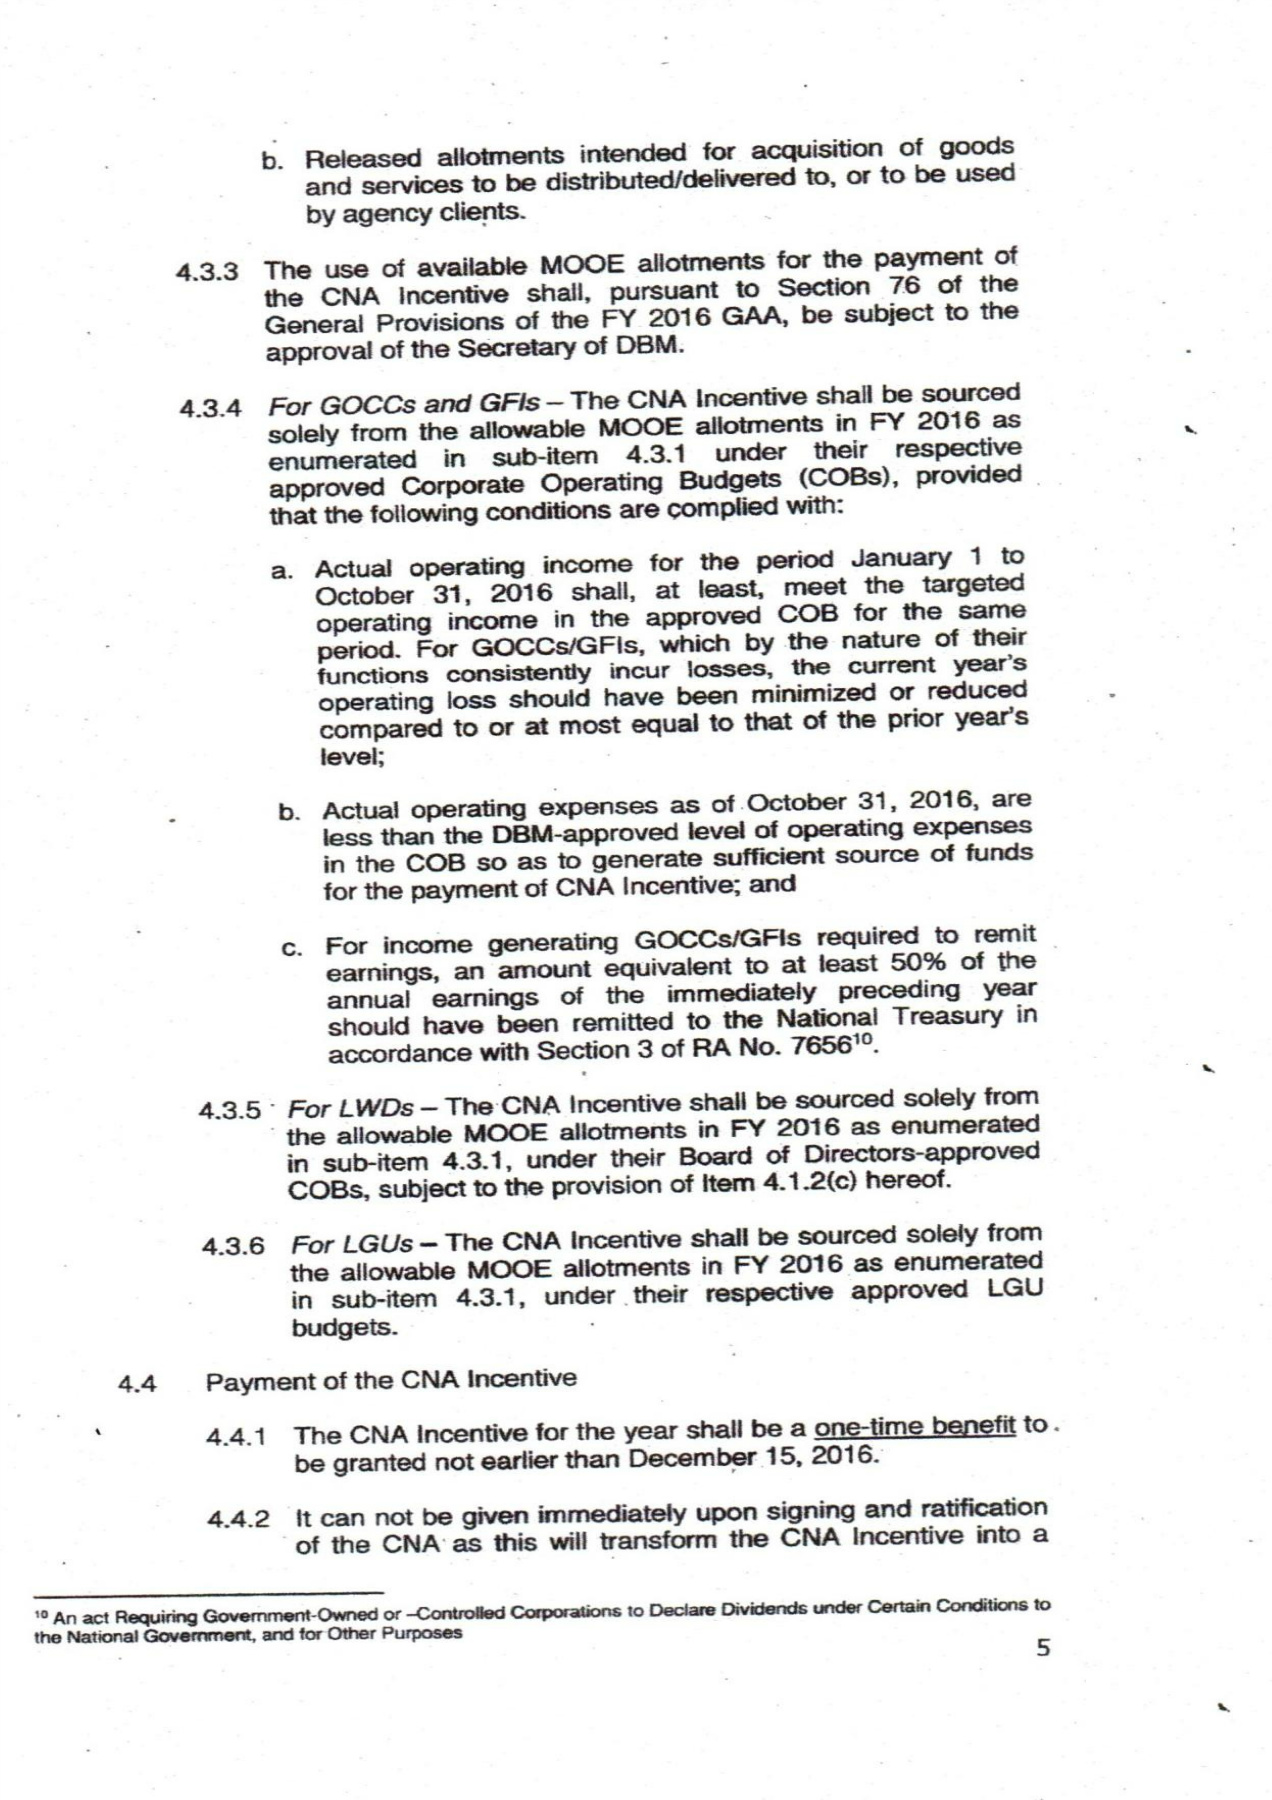 b. Released allotments intended for acquisition of goods
and services to be distributed/delivered to, or to be used
by agency clients.
4.3.3 The use of available MOOE allotments for the payment of
the CNA Incentive shall, pursuant to Section 76 of the
General Provisions of the FY 2016 GAA, be subject to the
approval of the Secretary of DBM.
4.3.4 For GOCCs and GFIs – The CNA Incentive shall be sourced
solely from the allowable MOOE allotments in FY 2016 as
enumerated in sub-item 4.3.1 under their respective
approved Corporate Operating Budgets (COBs), provided
that the following conditions are complied with:
a. Actual operating income for the period January 1 to
October 31, 2016 shall, at least, meet the targeted
operating income in the approved COB for the same
period. For GOCCs/GFIs, which by the nature of their
functions consistently incur losses, the current year's
operating loss should have been minimized or reduced
compared to or at most equal to that of the prior year's
level;
b. Actual operating expenses as of October 31, 2016, are
less than the DBM-approved level of operating expenses
in the COB so as to generate sufficient source of funds
for the payment of CNA Incentive; and
c. For income generating GOCCs/GFIs required to remit
earnings, an amount equivalent to at least 50% of the
annual earnings of the immediately preceding year
should have been remitted to the National Treasury in
accordance with Section 3 of RA No. 7656¹⁰.
4.3.5 For LWDs – The CNA Incentive shall be sourced solely from
the allowable MOOE allotments in FY 2016 as enumerated
in sub-item 4.3.1, under their Board of Directors-approved
COBs, subject to the provision of Item 4.1.2(c) hereof.
4.3.6 For LGUs – The CNA Incentive shall be sourced solely from
the allowable MOOE allotments in FY 2016 as enumerated
in sub-item 4.3.1, under their respective approved LGU
budgets.
4.4 Payment of the CNA Incentive
4.4.1 The CNA Incentive for the year shall be a one-time benefit to
be granted not earlier than December 15, 2016.
4.4.2 It can not be given immediately upon signing and ratification
of the CNA as this will transform the CNA Incentive into a
¹⁰ An act Requiring Government-Owned or –Controlled Corporations to Declare Dividends under Certain Conditions to
the National Government, and for Other Purposes
5